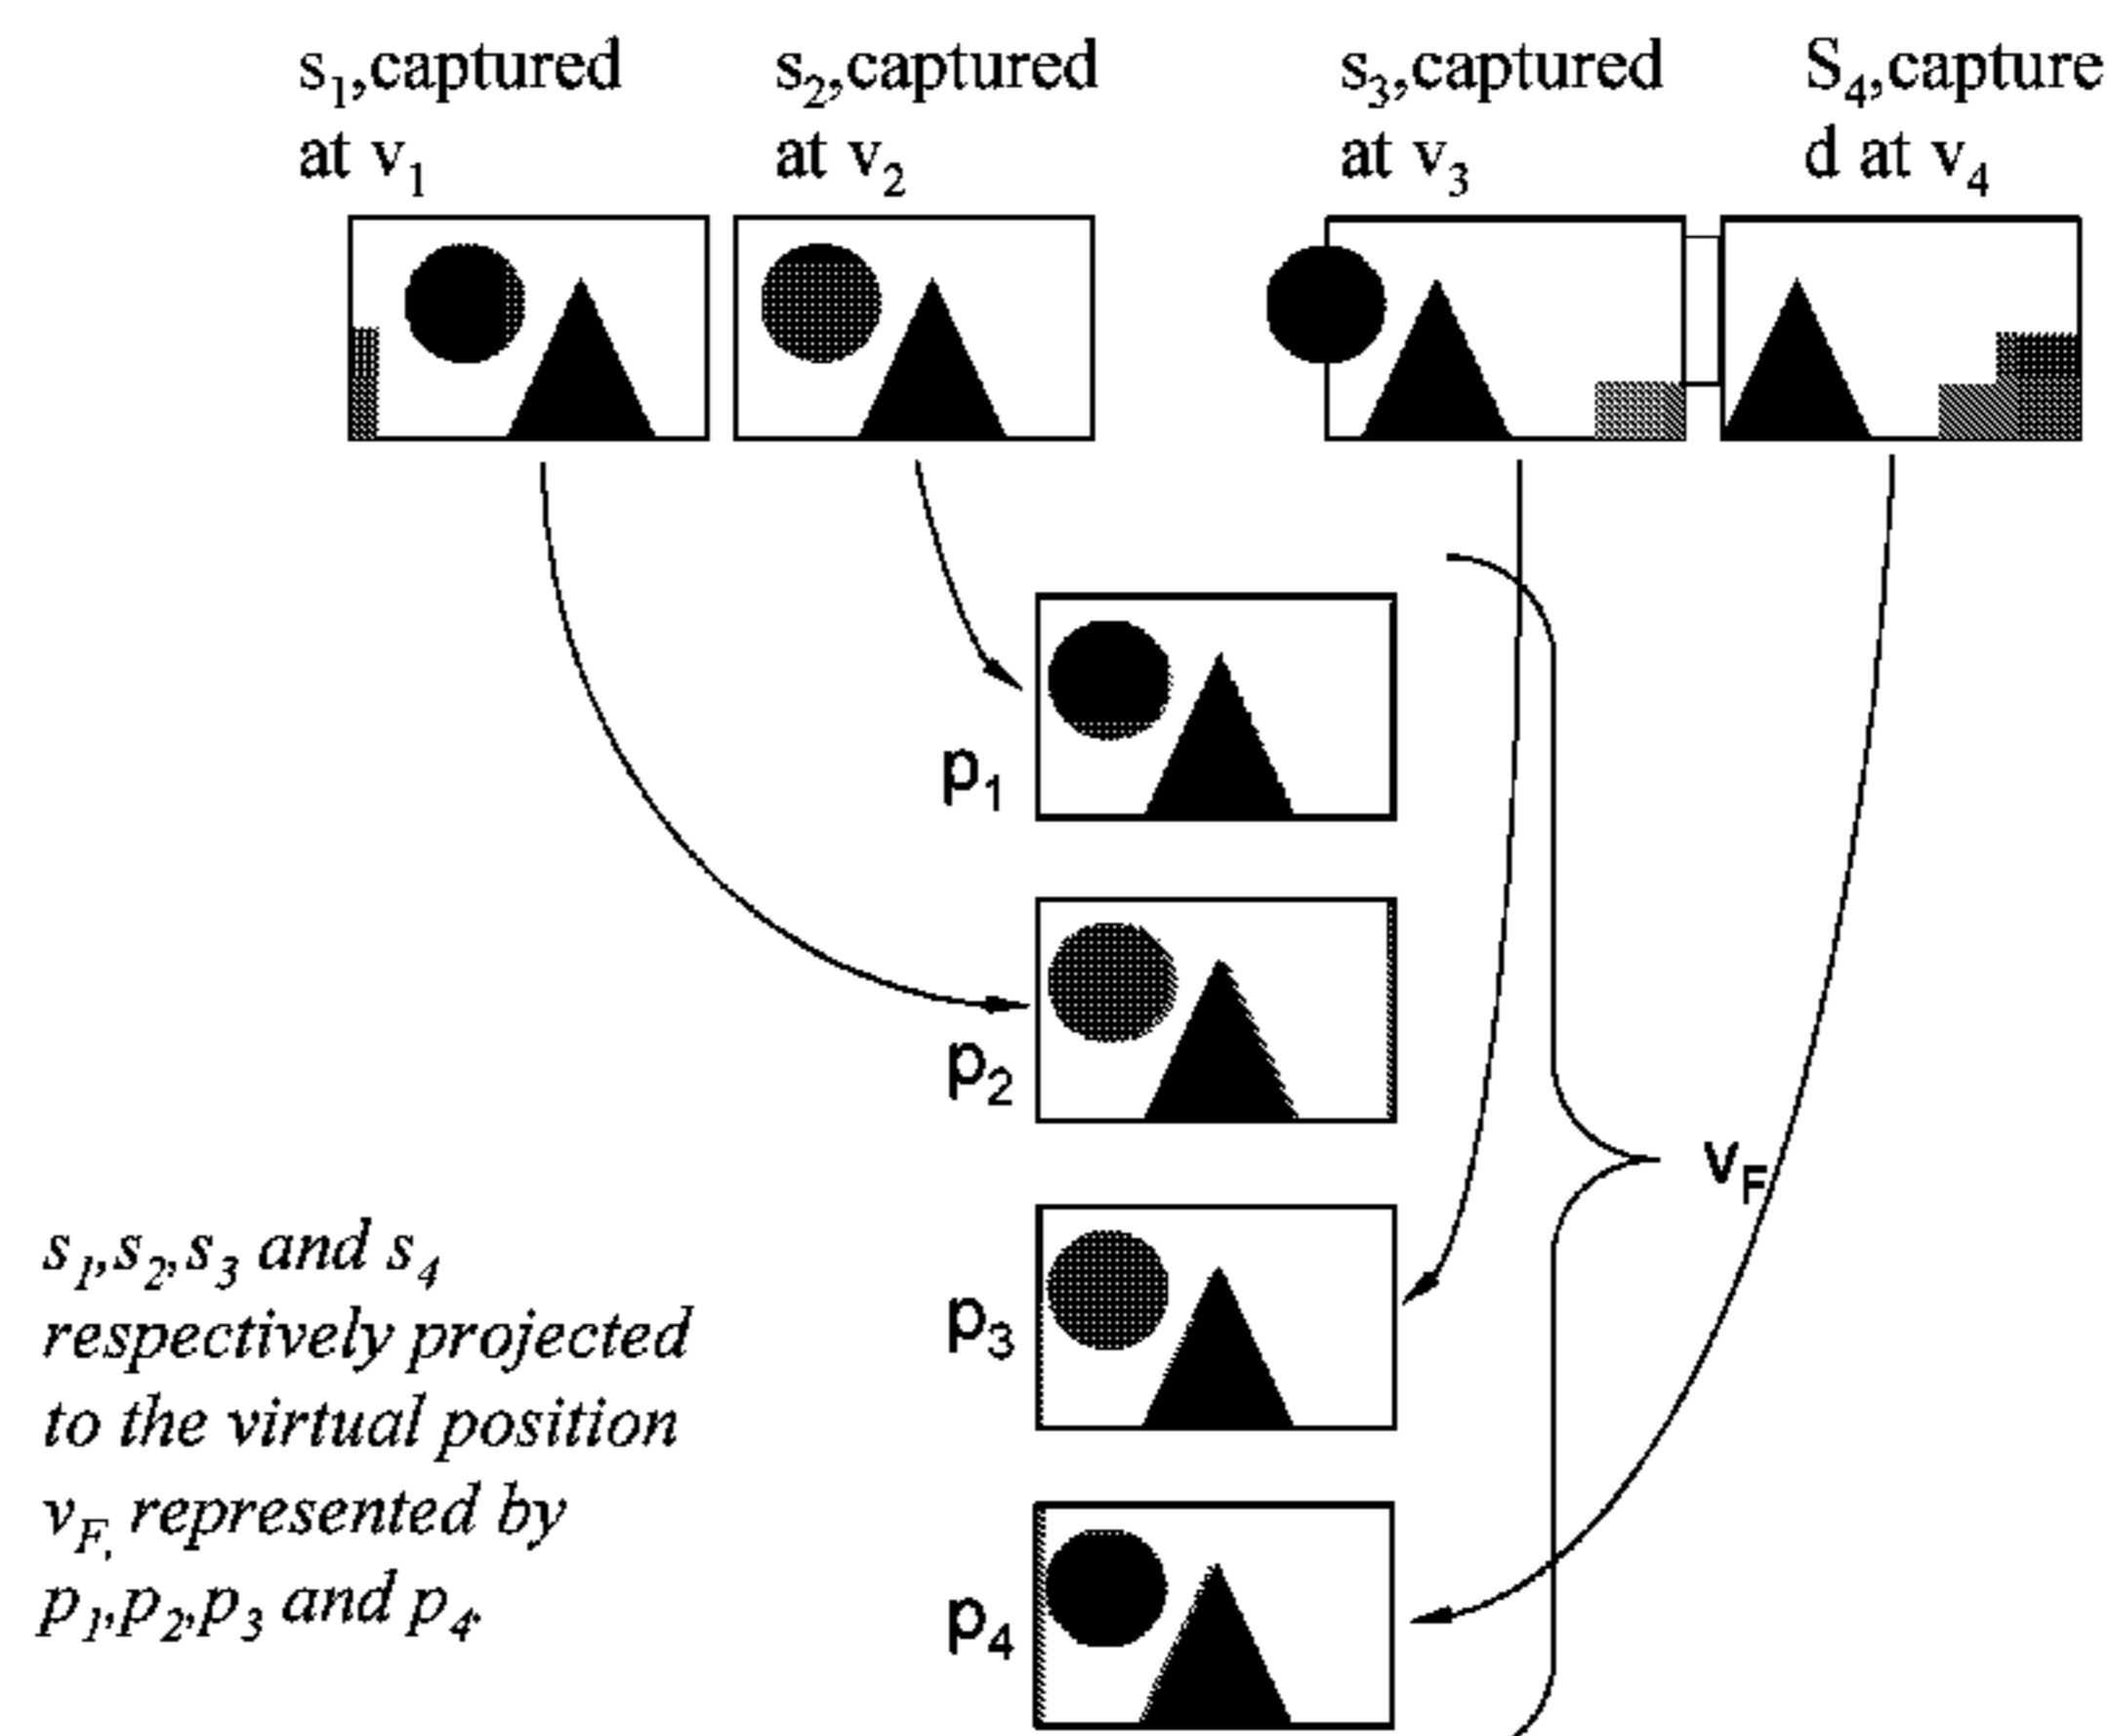 s1,captured
at v1
s2,captured
at v2
s3,captured
at v3
S4,capture
d at v4
p1
p2
vF
p3
p4
s1,s2,s3 and s4
respectively projected
to the virtual position
vF, represented by
p1,p2,p3 and p4.